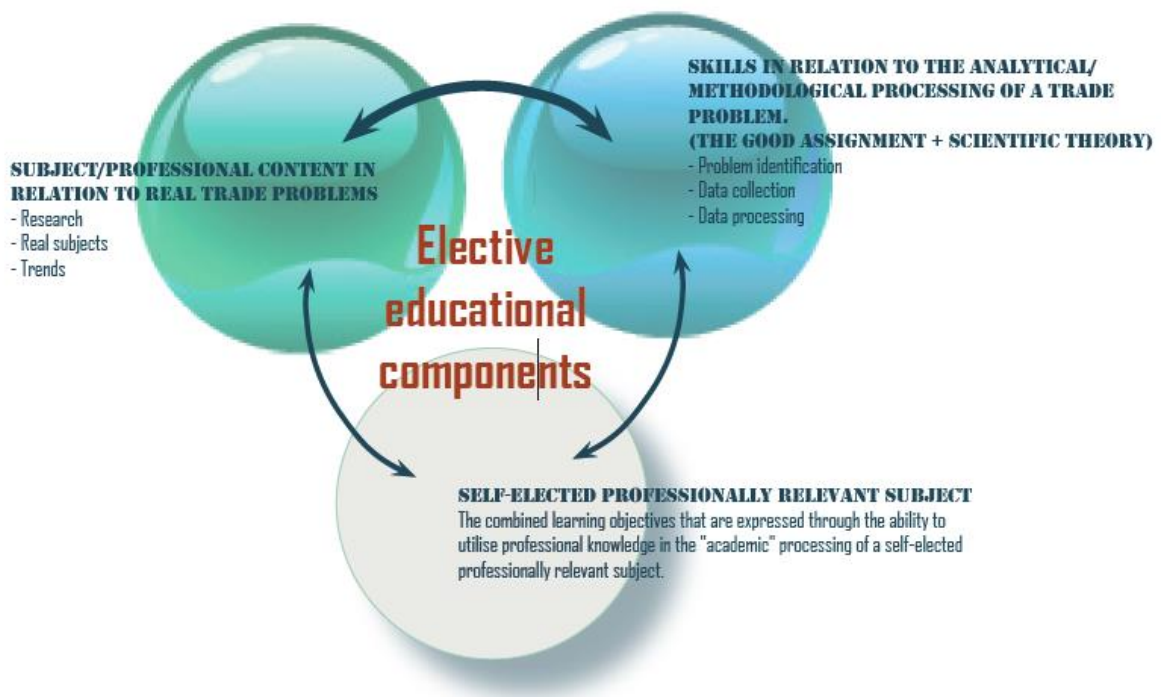 SKILLS IN RELATION TO THE ANALYTICAL/
METHODOLOGICAL PROCESSING OF A TRADE
PROBLEM.
(THE GOOD ASSIGNMENT + SCIENTIFIC THEORY)
- Problem identification
- Data collection
- Data processing
SUBJECT/PROFESSIONAL CONTENT IN
RELATION TO REAL TRADE PROBLEMS
- Research
- Real subjects
- Trends
Elective
educational
components
SELF-ELECTED PROFESSIONALLY RELEVANT SUBJECT
The combined learning objectives that are expressed through the ability to
utilise professional knowledge in the "academic" processing of a self-elected
professionally relevant subject.